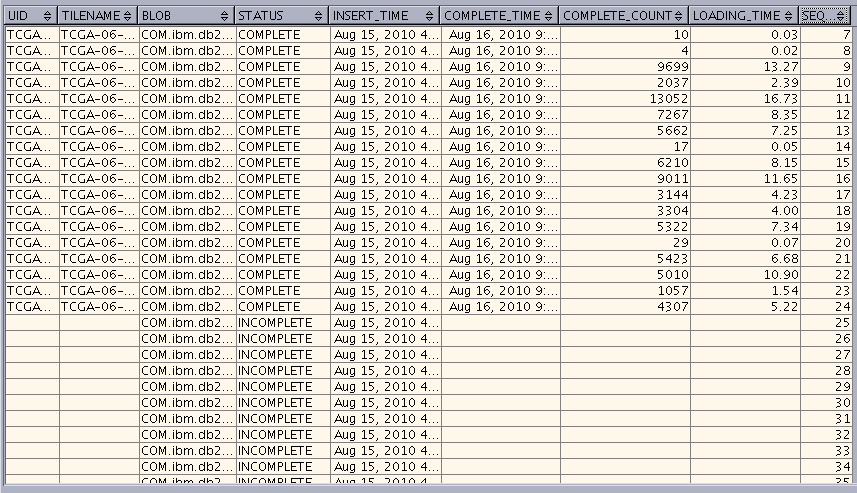 UID TILENAME BLOB STATUS INSERT_TIME COMPLETE_TIME COMPLETE_COUNT LOADING_TIME SEQ...
TCGA... TCGA-06-... COM.ibm.db2... COMPLETE Aug 15, 2010 4... Aug 16, 2010 9:... 10 0.03 7
TCGA... TCGA-06-... COM.ibm.db2... COMPLETE Aug 15, 2010 4... Aug 16, 2010 9:... 4 0.02 8
TCGA... TCGA-06-... COM.ibm.db2... COMPLETE Aug 15, 2010 4... Aug 16, 2010 9:... 9699 13.27 9
TCGA... TCGA-06-... COM.ibm.db2... COMPLETE Aug 15, 2010 4... Aug 16, 2010 9:... 2037 2.39 10
TCGA... TCGA-06-... COM.ibm.db2... COMPLETE Aug 15, 2010 4... Aug 16, 2010 9:... 13052 16.73 11
TCGA... TCGA-06-... COM.ibm.db2... COMPLETE Aug 15, 2010 4... Aug 16, 2010 9:... 7267 8.35 12
TCGA... TCGA-06-... COM.ibm.db2... COMPLETE Aug 15, 2010 4... Aug 16, 2010 9:... 5662 7.25 13
TCGA... TCGA-06-... COM.ibm.db2... COMPLETE Aug 15, 2010 4... Aug 16, 2010 9:... 17 0.05 14
TCGA... TCGA-06-... COM.ibm.db2... COMPLETE Aug 15, 2010 4... Aug 16, 2010 9:... 6210 8.15 15
TCGA... TCGA-06-... COM.ibm.db2... COMPLETE Aug 15, 2010 4... Aug 16, 2010 9:... 9011 11.65 16
TCGA... TCGA-06-... COM.ibm.db2... COMPLETE Aug 15, 2010 4... Aug 16, 2010 9:... 3144 4.23 17
TCGA... TCGA-06-... COM.ibm.db2... COMPLETE Aug 15, 2010 4... Aug 16, 2010 9:... 3304 4.00 18
TCGA... TCGA-06-... COM.ibm.db2... COMPLETE Aug 15, 2010 4... Aug 16, 2010 9:... 5322 7.34 19
TCGA... TCGA-06-... COM.ibm.db2... COMPLETE Aug 15, 2010 4... Aug 16, 2010 9:... 29 0.07 20
TCGA... TCGA-06-... COM.ibm.db2... COMPLETE Aug 15, 2010 4... Aug 16, 2010 9:... 5423 6.68 21
TCGA... TCGA-06-... COM.ibm.db2... COMPLETE Aug 15, 2010 4... Aug 16, 2010 9:... 5010 10.90 22
TCGA... TCGA-06-... COM.ibm.db2... COMPLETE Aug 15, 2010 4... Aug 16, 2010 9:... 1057 1.54 23
TCGA... TCGA-06-... COM.ibm.db2... COMPLETE Aug 15, 2010 4... Aug 16, 2010 9:... 4307 5.22 24
COM.ibm.db2... INCOMPLETE Aug 15, 2010 4... 25
COM.ibm.db2... INCOMPLETE Aug 15, 2010 4... 26
COM.ibm.db2... INCOMPLETE Aug 15, 2010 4... 27
COM.ibm.db2... INCOMPLETE Aug 15, 2010 4... 28
COM.ibm.db2... INCOMPLETE Aug 15, 2010 4... 29
COM.ibm.db2... INCOMPLETE Aug 15, 2010 4... 30
COM.ibm.db2... INCOMPLETE Aug 15, 2010 4... 31
COM.ibm.db2... INCOMPLETE Aug 15, 2010 4... 32
COM.ibm.db2... INCOMPLETE Aug 15, 2010 4... 33
COM.ibm.db2... INCOMPLETE Aug 15, 2010 4... 34